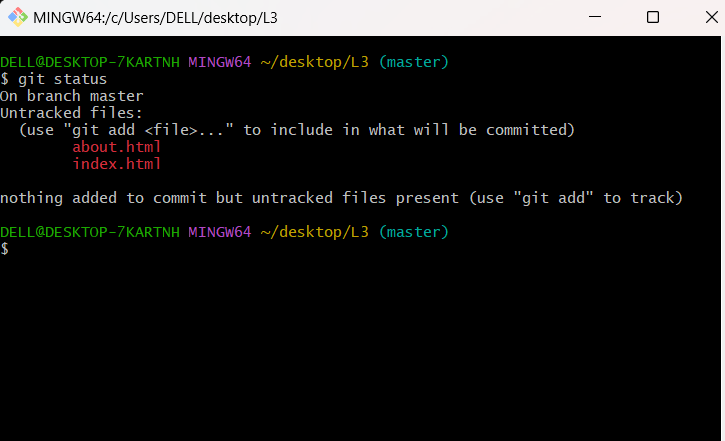 MINGW64:/c/Users/DELL/desktop/L3
DELL@DESKTOP-7KARTNH MINGW64 ~/desktop/L3 (master)
$ git status
On branch master
Untracked files:
  (use "git add <file>..." to include in what will be committed)
        about.html
        index.html
nothing added to commit but untracked files present (use "git add" to track)
DELL@DESKTOP-7KARTNH MINGW64 ~/desktop/L3 (master)
$